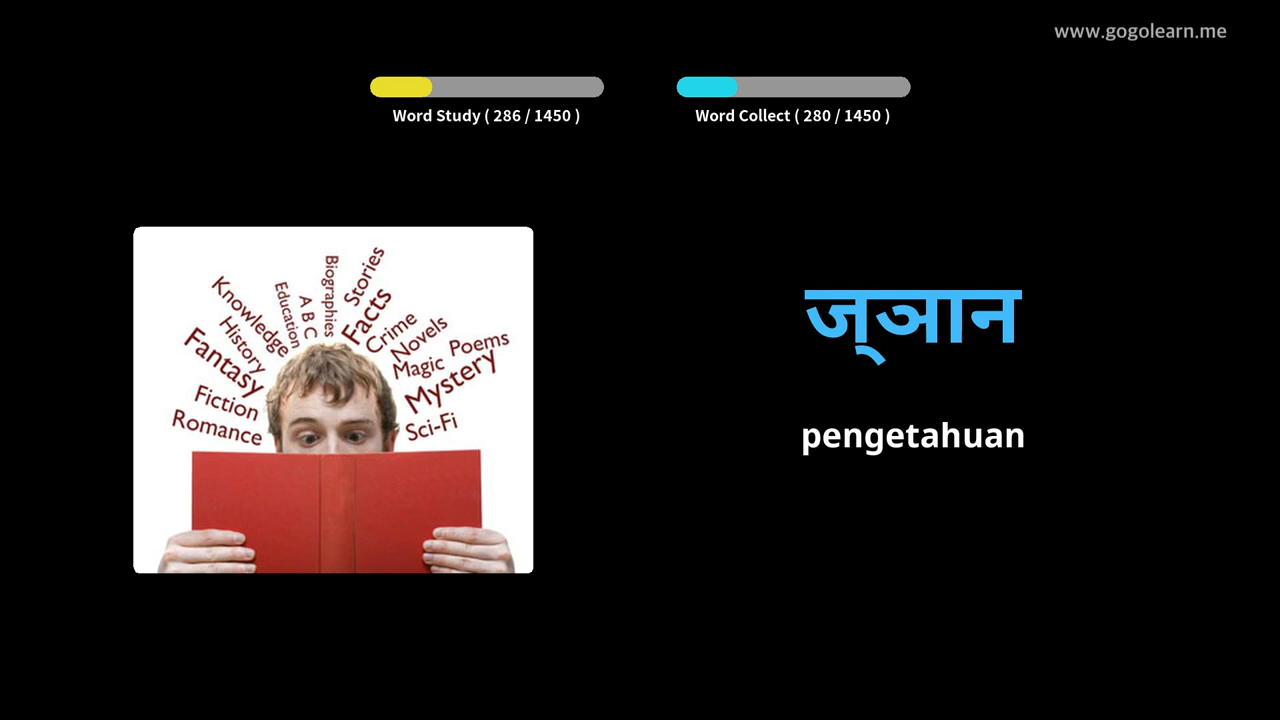 www.gogolearn.me
Word Study ( 286 / 1450 )
Word Collect ( 280 / 1450 )
Biographies
Stories
Knowledge
Education
A B C
Facts
History
Crime
Novels
Fantasy
Magic
Poems
Mystery
Fiction
Romance
Sci-Fi
ज्ञान
pengetahuan